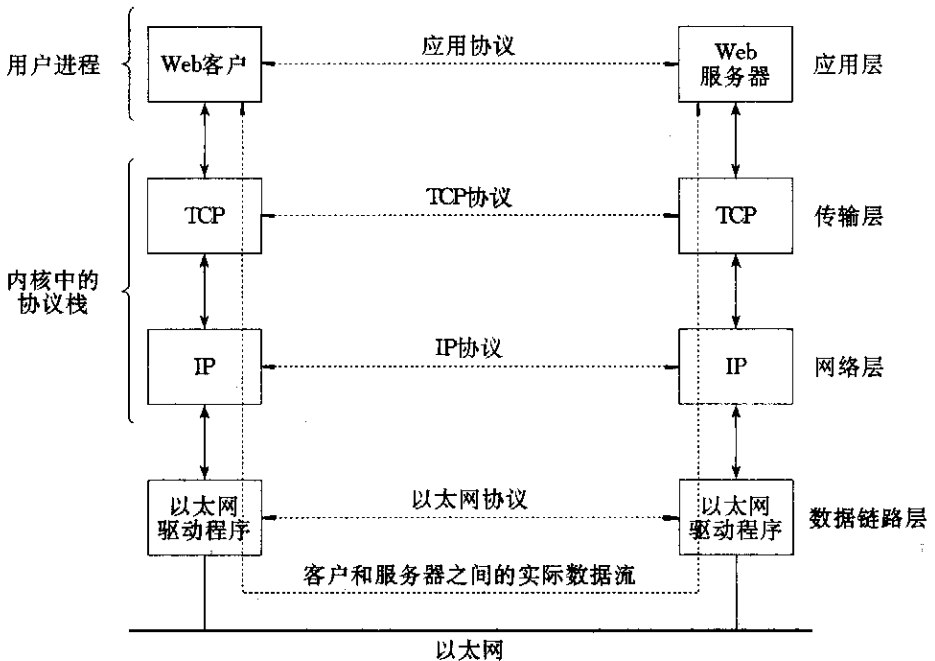 应用协议
用户进程
Web客户
Web
服务器
应用层
TCP协议
TCP
TCP
传输层
内核中的
协议栈
IP协议
IP
IP
网络层
以太网协议
以太网
驱动程序
以太网
驱动程序
数据链路层
客户和服务器之间的实际数据流
以太网